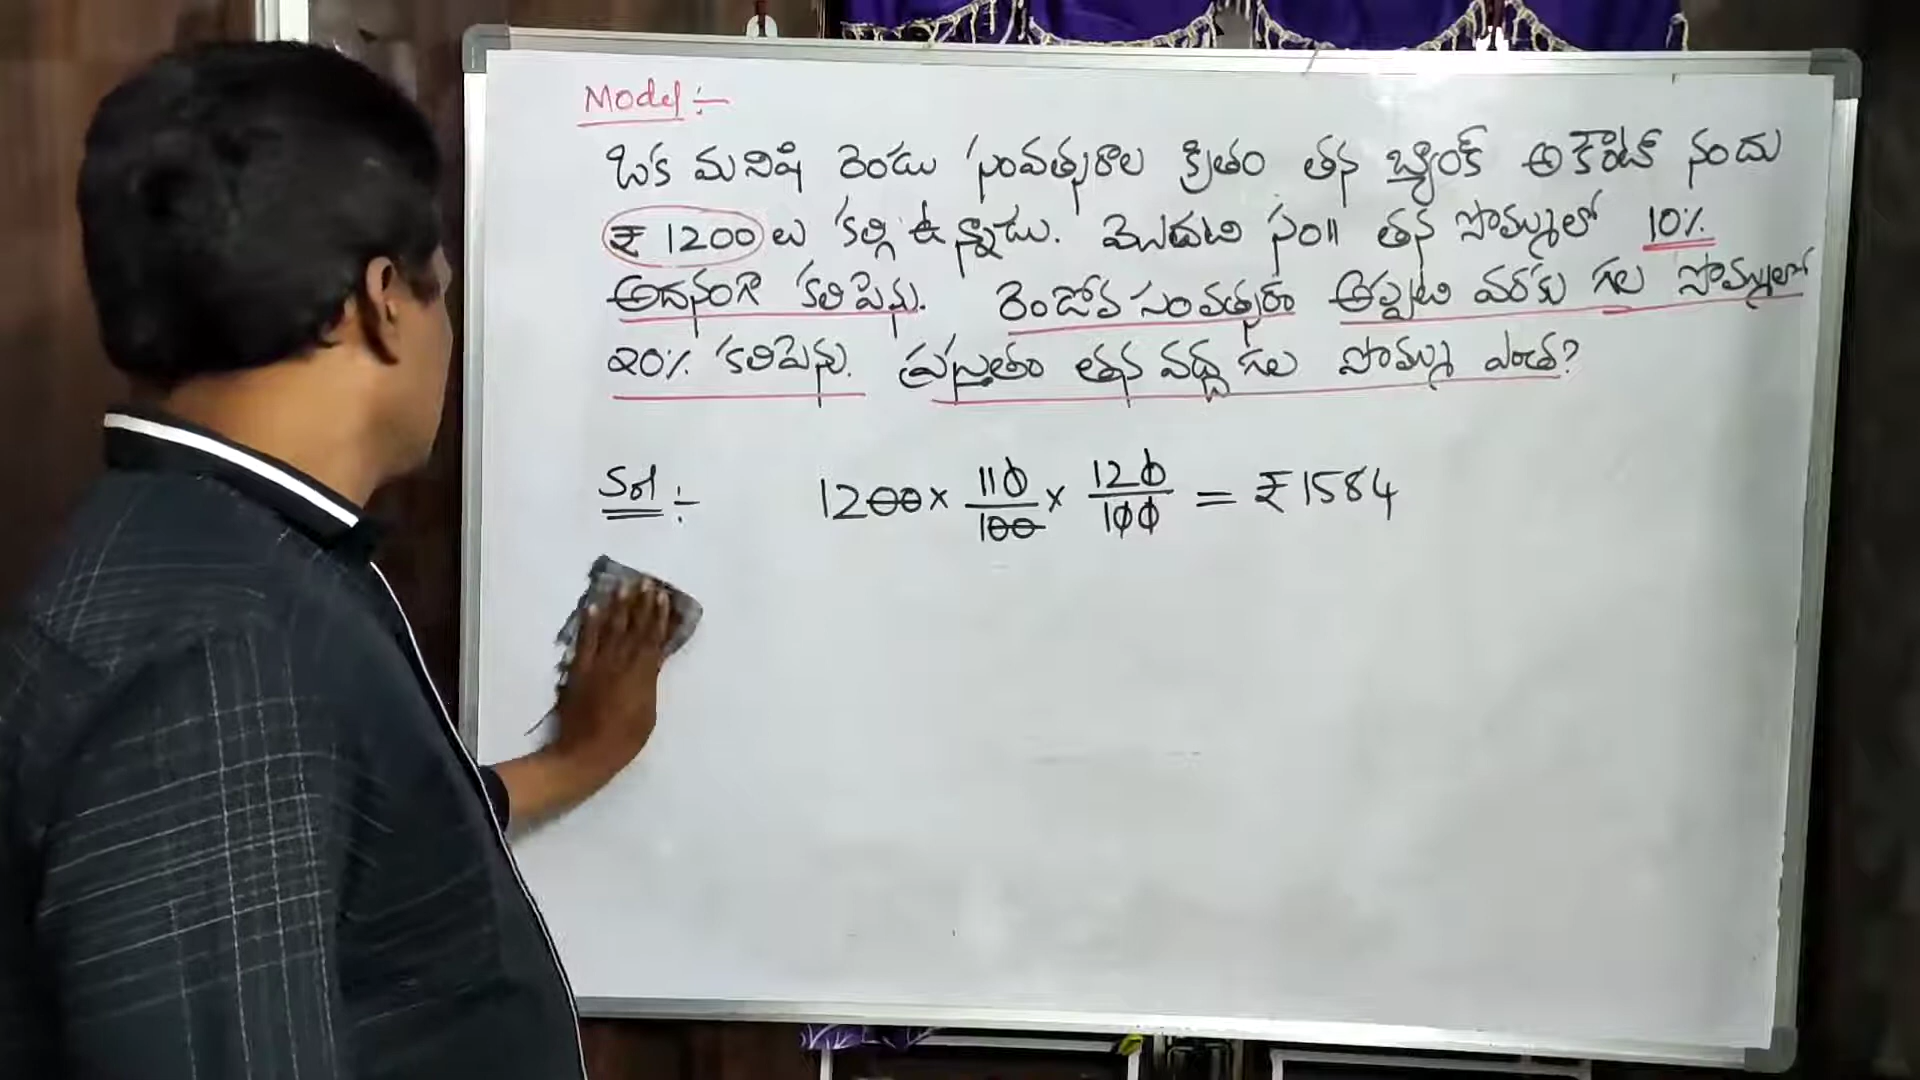 Model :-
ఒక మనిషి రెండు సంవత్సరాల క్రితం తన బ్యాంక్ అకౌంట్ నందు
₹ 1200 లు కల్గి ఉన్నాడు. మొదటి సం॥ తన సొమ్ములో 10%
అదనంగా కలిపెను. రెండోవ సంవత్సరం అప్పటి వరకు గల సొమ్ములో
20% కలిపెను. ప్రస్తుతం తన వద్ద గల సొమ్ము ఎంత?
Sol :- 1200 × 110/100 × 120/100 = ₹ 1584